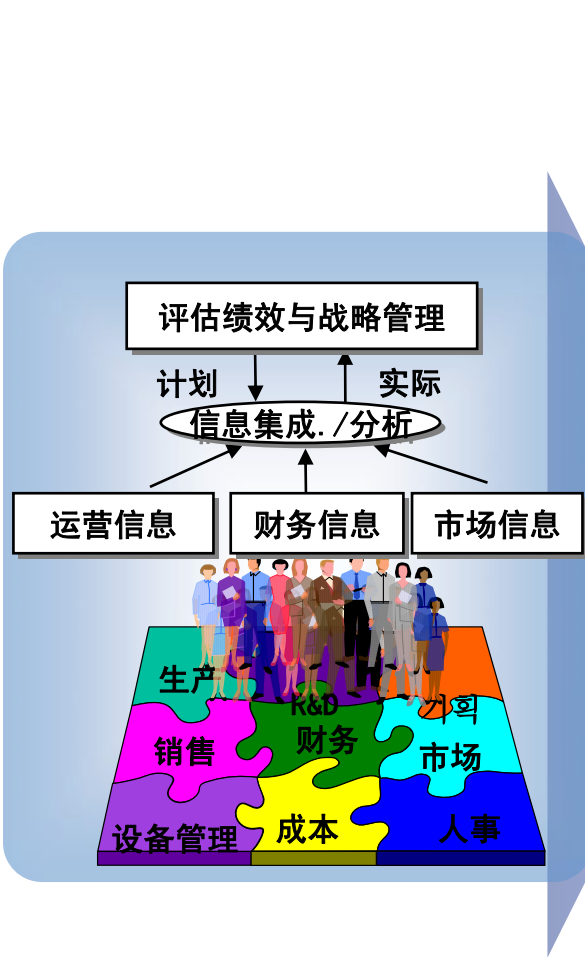 评估绩效与战略管理
计划
实际
信息集成./分析
运营信息
财务信息
市场信息
生产
R&D
기획
销售
财务
市场
设备管理
成本
人事